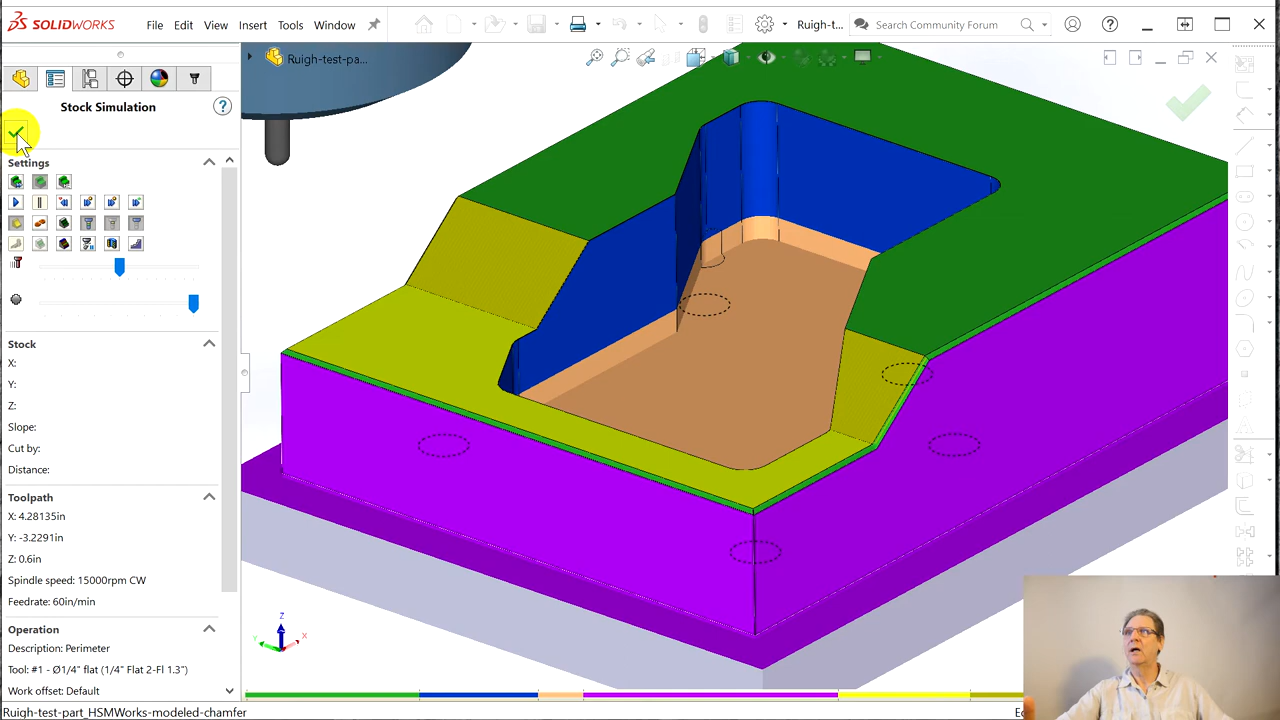 SOLIDWORKS File Edit View Insert Tools Window Ruigh-t... Search Community Forum
Ruigh-test-pa...
Stock Simulation
Settings
Stock
X:
Y:
Z:
Slope:
Cut by:
Distance:
Toolpath
X: 4.28135in
Y: -3.2291in
Z: 0.6in
Spindle speed: 15000rpm CW
Feedrate: 60in/min
Operation
Description: Perimeter
Tool: #1 - Ø1/4" flat (1/4" Flat 2-Fl 1.3")
Work offset: Default
Z
Y
X
Ruigh-test-part_HSMWorks-modeled-chamfer